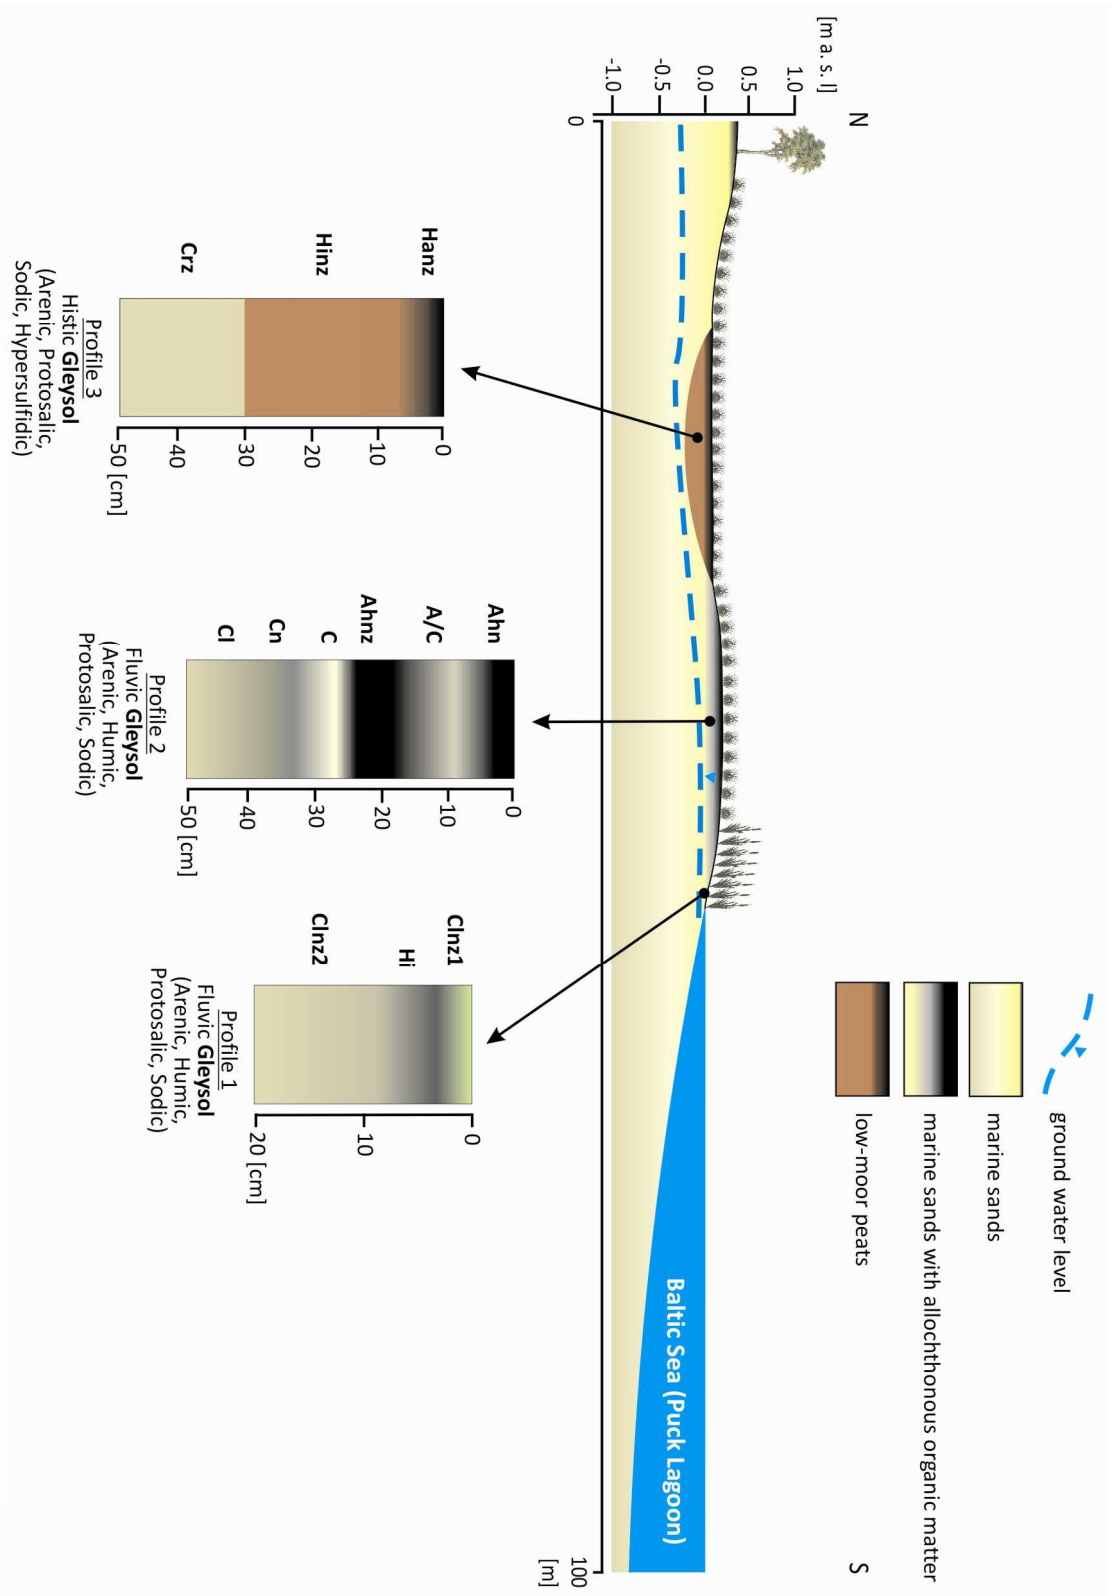 N
S
[m a. s. l]
1.0
0.5
0.0
-0.5
-1.0
0
100
[m]
ground water level
marine sands
marine sands with allochthonous organic matter
low-moor peats
Baltic Sea (Puck Lagoon)
Hanz
Hinz
Crz
0
10
20
30
40
50 [cm]
Profile 3
Histic Gleysol
(Arenic, Protosalic,
Sodic, Hypersulfidic)
Ahn
A/C
Ahnz
C
Cn
Cl
0
10
20
30
40
50 [cm]
Profile 2
Fluvic Gleysol
(Arenic, Humic,
Protosalic, Sodic)
Clnz1
Hi
Clnz2
0
10
20 [cm]
Profile 1
Fluvic Gleysol
(Arenic, Humic,
Protosalic, Sodic)